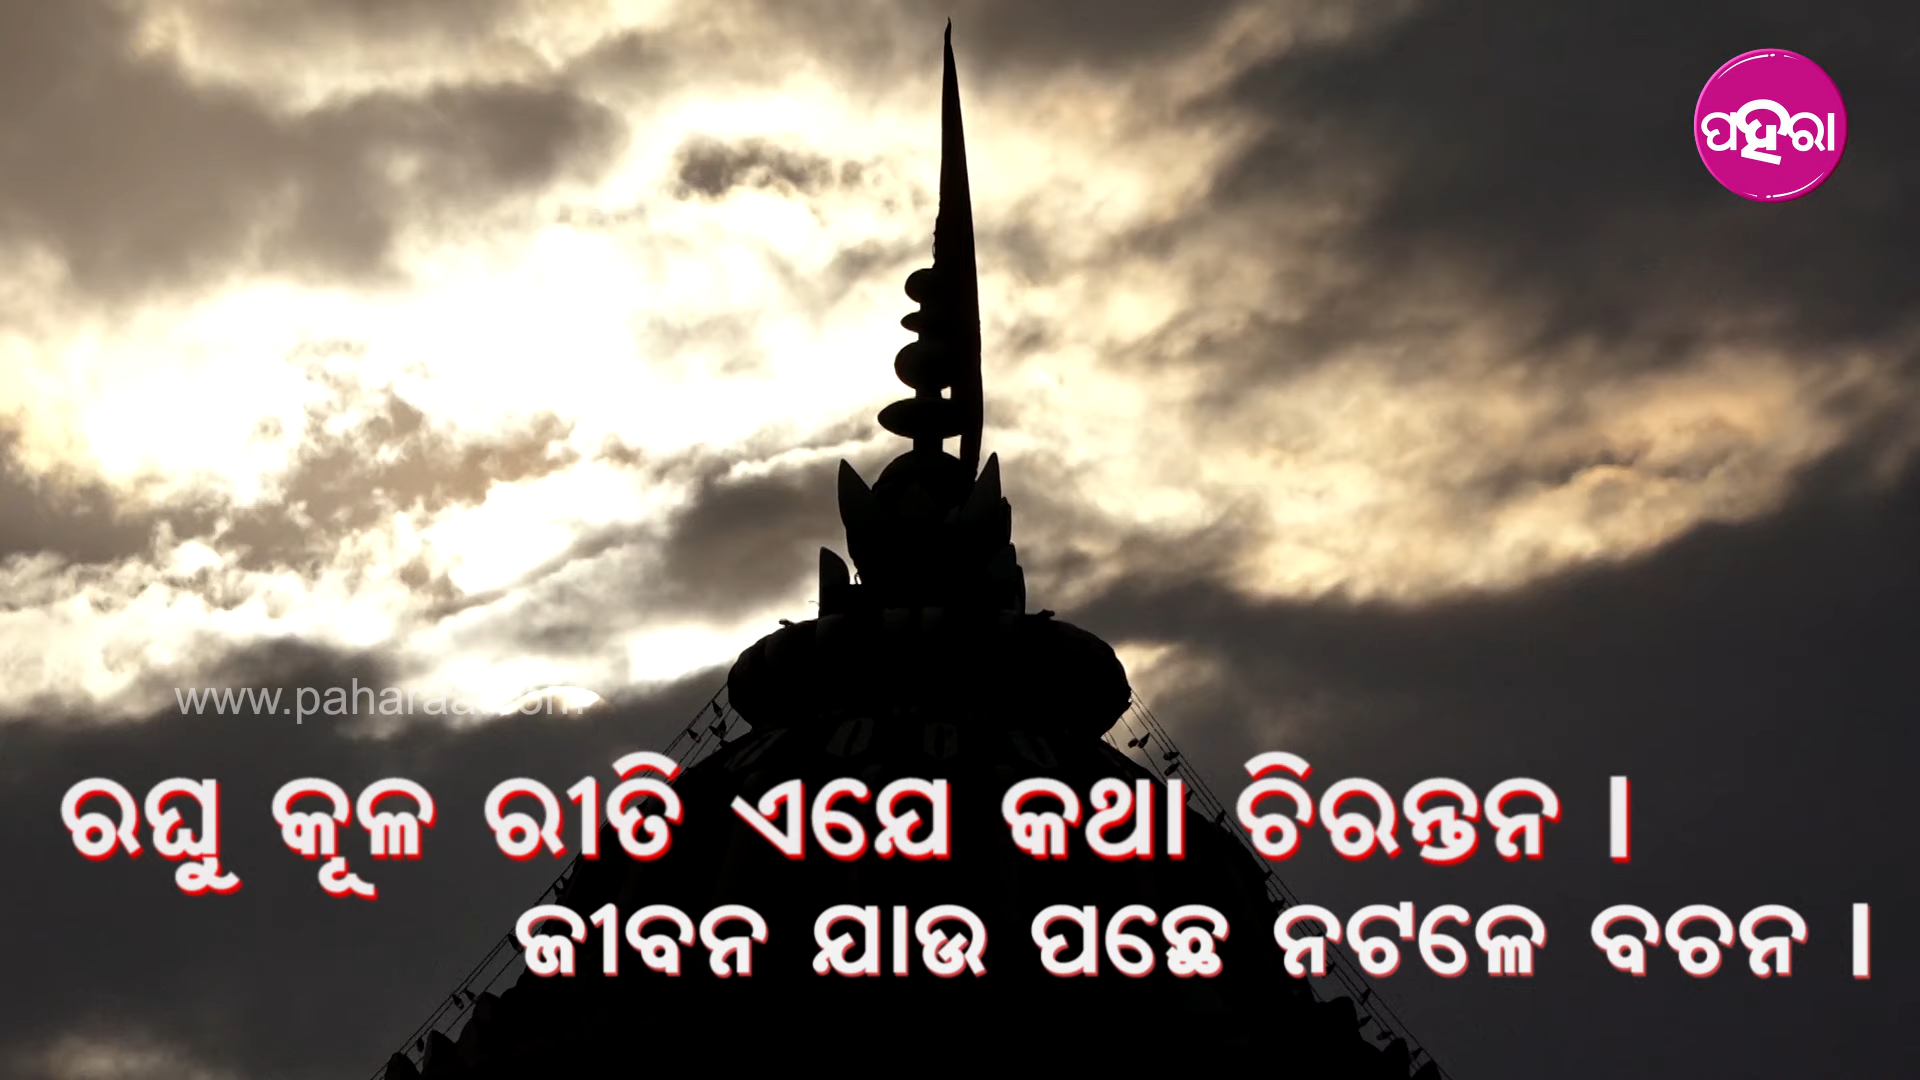 ପହରା
www.paharaa.com
ରଘୁ କୂଳ ରୀତି ଏଯେ କଥା ଚିରନ୍ତନ ।
ଜୀବନ ଯାଉ ପଛେ ନଟଳେ ବଚନ ।